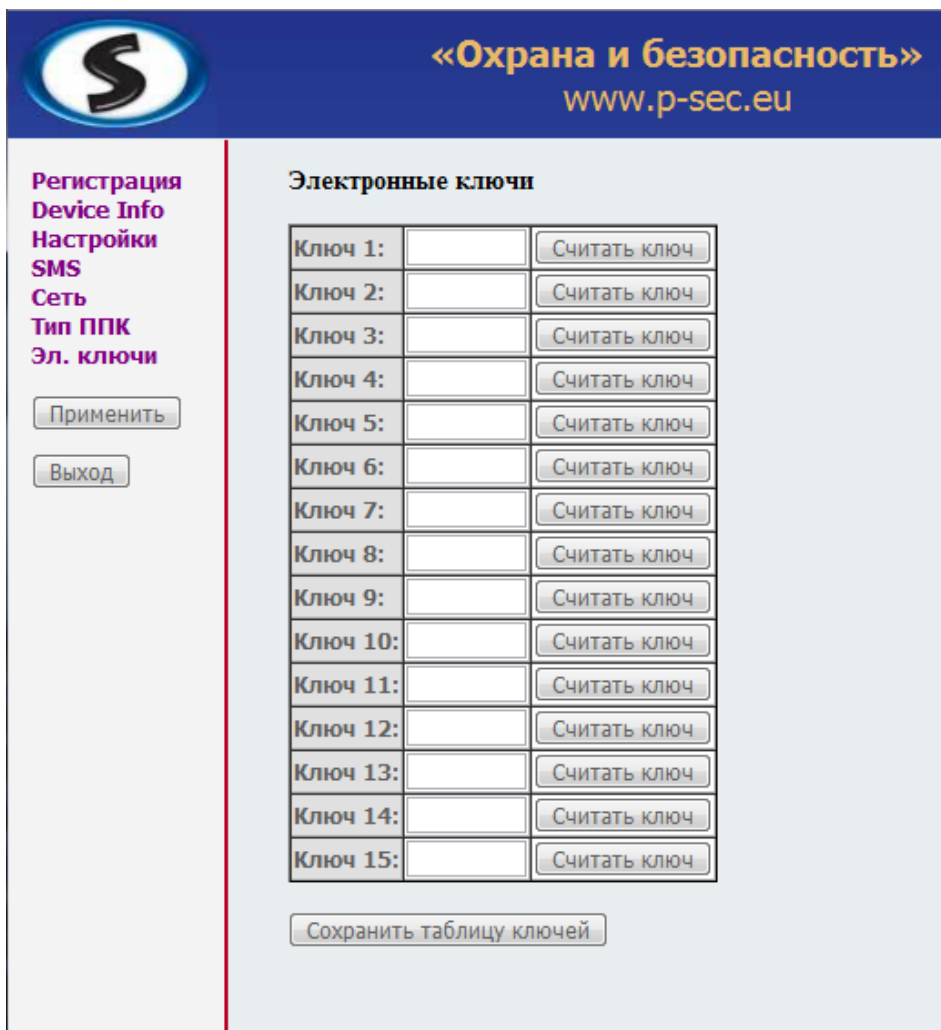 S
«Охрана и безопасность»
www.p-sec.eu
Регистрация
Device Info
Настройки
SMS
Сеть
Тип ППК
Эл. ключи
Применить
Выход
Электронные ключи
Ключ 1: Считать ключ
Ключ 2: Считать ключ
Ключ 3: Считать ключ
Ключ 4: Считать ключ
Ключ 5: Считать ключ
Ключ 6: Считать ключ
Ключ 7: Считать ключ
Ключ 8: Считать ключ
Ключ 9: Считать ключ
Ключ 10: Считать ключ
Ключ 11: Считать ключ
Ключ 12: Считать ключ
Ключ 13: Считать ключ
Ключ 14: Считать ключ
Ключ 15: Считать ключ
Сохранить таблицу ключей